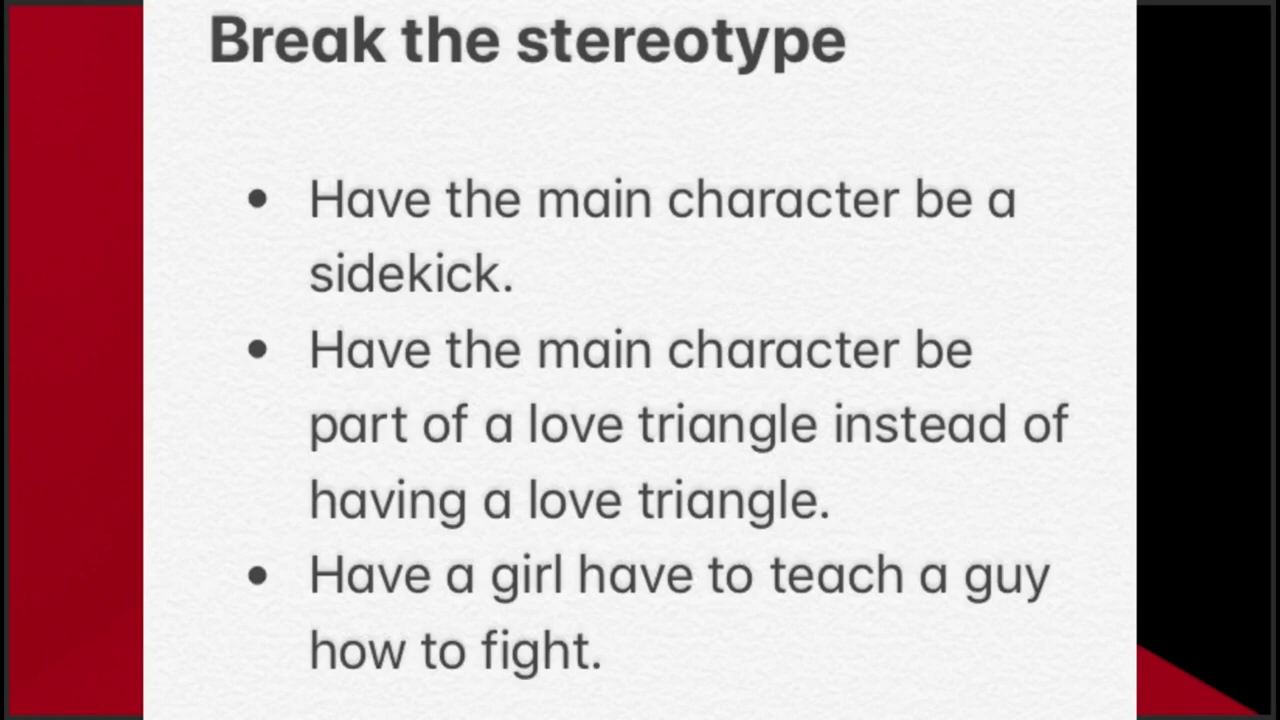 Break the stereotype
• Have the main character be a
sidekick.
• Have the main character be
part of a love triangle instead of
having a love triangle.
• Have a girl have to teach a guy
how to fight.